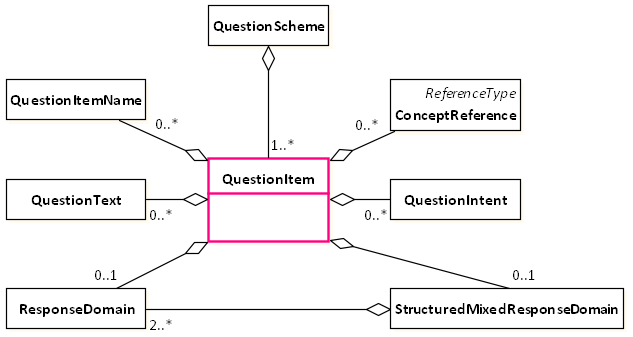 QuestionScheme
QuestionItemName
ReferenceType
ConceptReference
0..*
0..*
1..*
QuestionItem
QuestionText
QuestionIntent
0..*
0..*
0..1
0..1
ResponseDomain
StructuredMixedResponseDomain
2..*